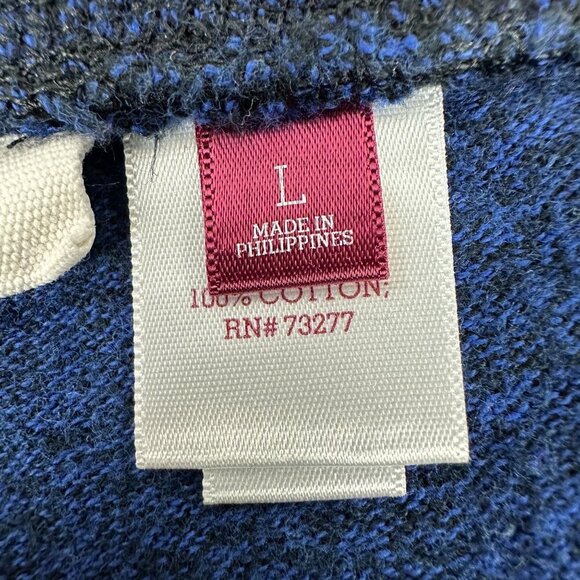 L
MADE IN
PHILIPPINES
100% COTTON;
RN# 73277